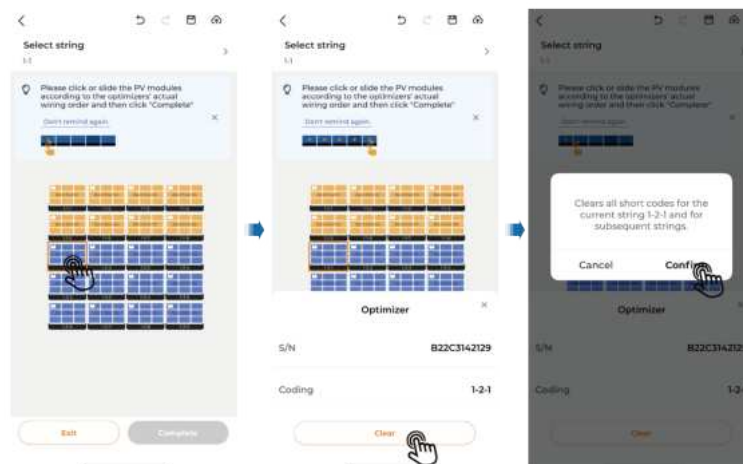 Select string
1-1
Please click or slide the PV modules
according to the optimizers' actual
wiring order and then click "Complete"
Don't remind again
Exit
Complete
Select string
1-1
Please click or slide the PV modules
according to the optimizers' actual
wiring order and then click "Complete"
Don't remind again
Optimizer
S/N B22C3142129
Coding 1-2-1
Clear
Select string
1-1
Please click or slide the PV modules
according to the optimizers' actual
wiring order and then click "Complete"
Don't remind again
Clears all short codes for the
current string 1-2-1 and for
subsequent strings.
Cancel
Optimizer
S/N B22C3142129
Coding
Clear